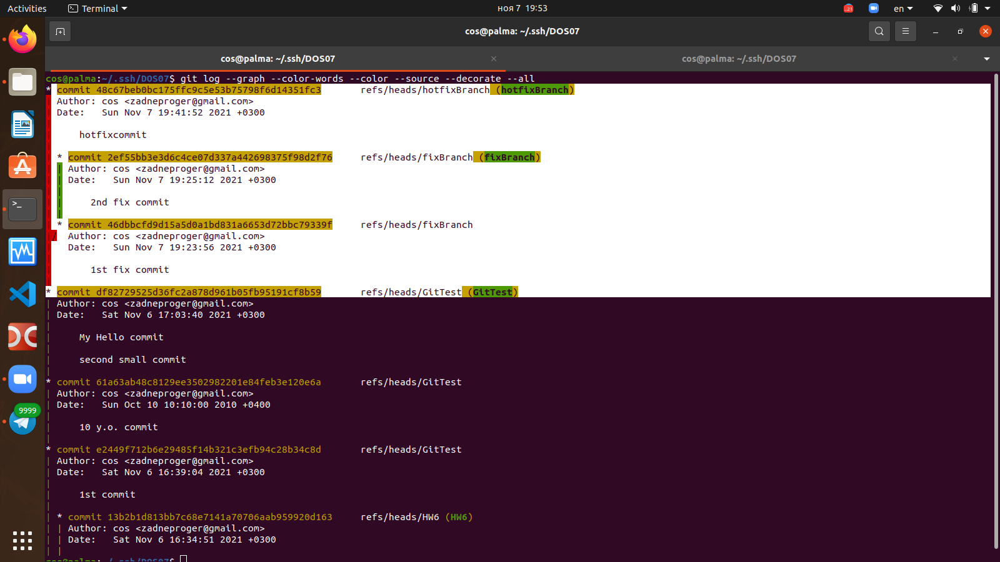 Activities Terminal ноя 7 19:53 21 en
cos@palma: ~/.ssh/DOS07
cos@palma: ~/.ssh/DOS07 × cos@palma: ~/.ssh/DOS07 ×
cos@palma:~/.ssh/DOS07$ git log --graph --color-words --color --source --decorate --all
* commit 48c67beb0bc175ffc9c5e53b75798f6d14351fc3 refs/heads/hotfixBranch (hotfixBranch)
| Author: cos <zadneproger@gmail.com>
| Date: Sun Nov 7 19:41:52 2021 +0300
|
| hotfixcommit
|
| * commit 2ef55bb3e3d6c4ce07d337a442698375f98d2f76 refs/heads/fixBranch (fixBranch)
| | Author: cos <zadneproger@gmail.com>
| | Date: Sun Nov 7 19:25:12 2021 +0300
| |
| | 2nd fix commit
| |
| * commit 46dbbcfd9d15a5d0a1bd831a6653d72bbc79339f refs/heads/fixBranch
|/ Author: cos <zadneproger@gmail.com>
| Date: Sun Nov 7 19:23:56 2021 +0300
|
| 1st fix commit
|
* commit df82729525d36fc2a878d961b05fb95191cf8b59 refs/heads/GitTest (GitTest)
| Author: cos <zadneproger@gmail.com>
| Date: Sat Nov 6 17:03:40 2021 +0300
|
| My Hello commit
|
| second small commit
|
* commit 61a63ab48c8129ee3502982201e84feb3e120e6a refs/heads/GitTest
| Author: cos <zadneproger@gmail.com>
| Date: Sun Oct 10 10:10:00 2010 +0400
|
| 10 y.o. commit
|
* commit e2449f712b6e29485f14b321c3efb94c28b34c8d refs/heads/GitTest
| Author: cos <zadneproger@gmail.com>
| Date: Sat Nov 6 16:39:04 2021 +0300
|
| 1st commit
|
| * commit 13b2b1d813bb7c68e7141a70706aab959920d163 refs/heads/HW6 (HW6)
| | Author: cos <zadneproger@gmail.com>
| | Date: Sat Nov 6 16:34:51 2021 +0300
| |
cos@palma:~/.ssh/DOS07$
>_
9999